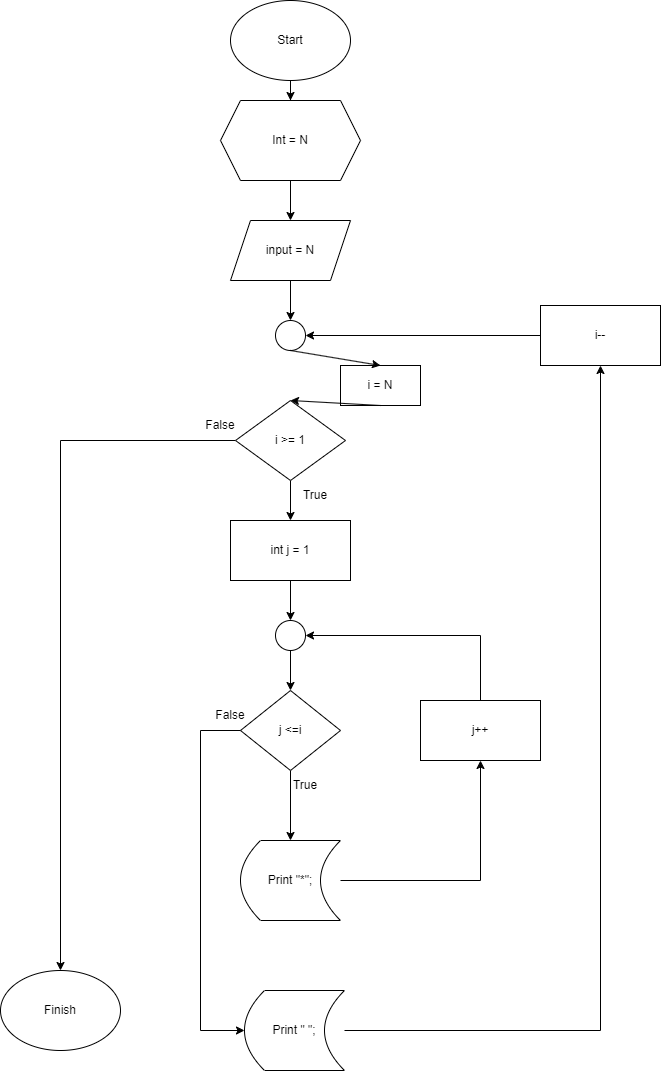 Start
Int = N
input = N
i--
i = N
False
i >= 1
True
int j = 1
False
j <=i
j++
True
Print "*";
Finish
Print " ";